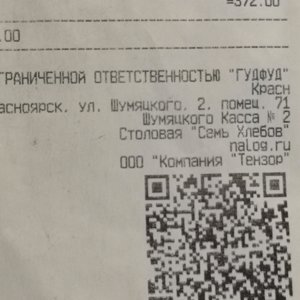 =372.00
.00
ГРАНИЧЕННОЙ ОТВЕТСТВЕННОСТЬЮ "ГУДФУД"
Красн
расноярск, ул. Шумяцкого, 2, помещ. 71
Шумяцкого Касса № 2
Столовая "Семь Хлебов"
nalog.ru
ООО "Компания "Тензор"